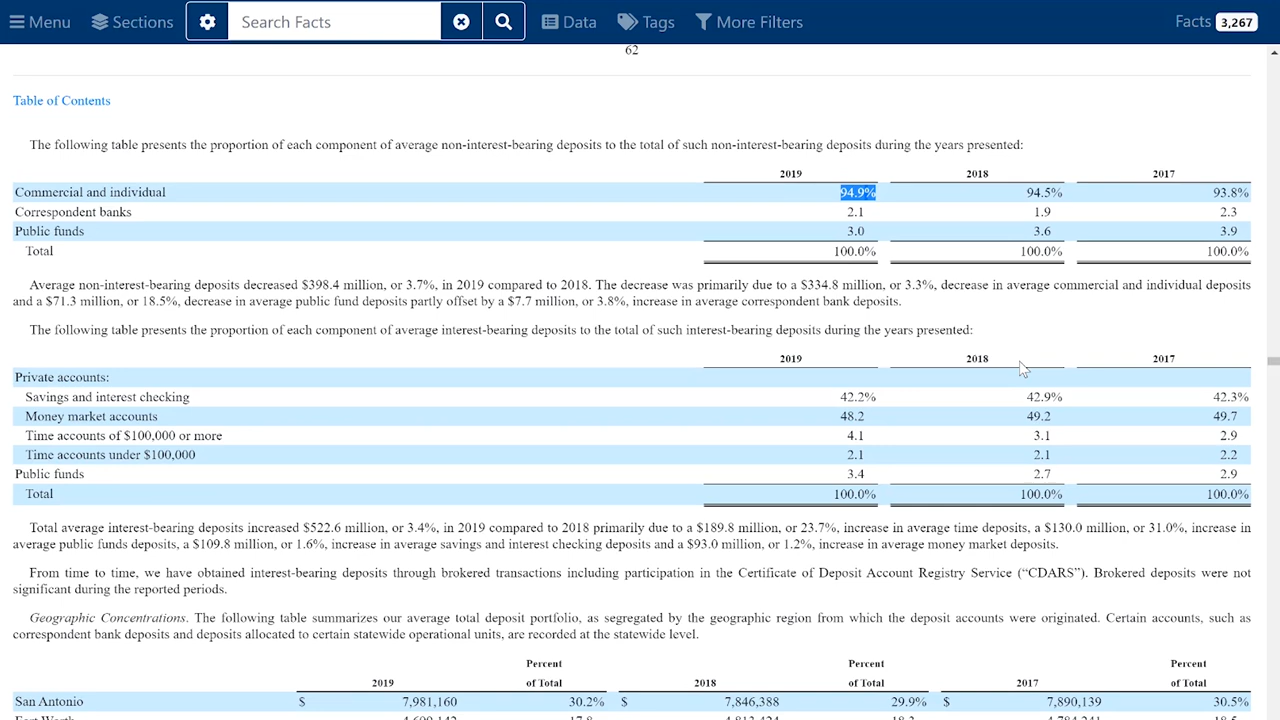 Menu Sections Search Facts Data Tags More Filters Facts 3,267
62
Table of Contents
The following table presents the proportion of each component of average non-interest-bearing deposits to the total of such non-interest-bearing deposits during the years presented:
2019 2018 2017
Commercial and individual 94.9% 94.5% 93.8%
Correspondent banks 2.1 1.9 2.3
Public funds 3.0 3.6 3.9
Total 100.0% 100.0% 100.0%
Average non-interest-bearing deposits decreased $398.4 million, or 3.7%, in 2019 compared to 2018. The decrease was primarily due to a $334.8 million, or 3.3%, decrease in average commercial and individual deposits
and a $71.3 million, or 18.5%, decrease in average public fund deposits partly offset by a $7.7 million, or 3.8%, increase in average correspondent bank deposits.
The following table presents the proportion of each component of average interest-bearing deposits to the total of such interest-bearing deposits during the years presented:
2019 2018 2017
Private accounts:
Savings and interest checking 42.2% 42.9% 42.3%
Money market accounts 48.2 49.2 49.7
Time accounts of $100,000 or more 4.1 3.1 2.9
Time accounts under $100,000 2.1 2.1 2.2
Public funds 3.4 2.7 2.9
Total 100.0% 100.0% 100.0%
Total average interest-bearing deposits increased $522.6 million, or 3.4%, in 2019 compared to 2018 primarily due to a $189.8 million, or 23.7%, increase in average time deposits, a $130.0 million, or 31.0%, increase in
average public funds deposits, a $109.8 million, or 1.6%, increase in average savings and interest checking deposits and a $93.0 million, or 1.2%, increase in average money market deposits.
From time to time, we have obtained interest-bearing deposits through brokered transactions including participation in the Certificate of Deposit Account Registry Service (“CDARS”). Brokered deposits were not
significant during the reported periods.
Geographic Concentrations. The following table summarizes our average total deposit portfolio, as segregated by the geographic region from which the deposit accounts were originated. Certain accounts, such as
correspondent bank deposits and deposits allocated to certain statewide operational units, are recorded at the statewide level.
Percent Percent Percent
2019 of Total 2018 of Total 2017 of Total
San Antonio $ 7,981,160 30.2% $ 7,846,388 29.9% $ 7,890,139 30.5%
Fort Worth